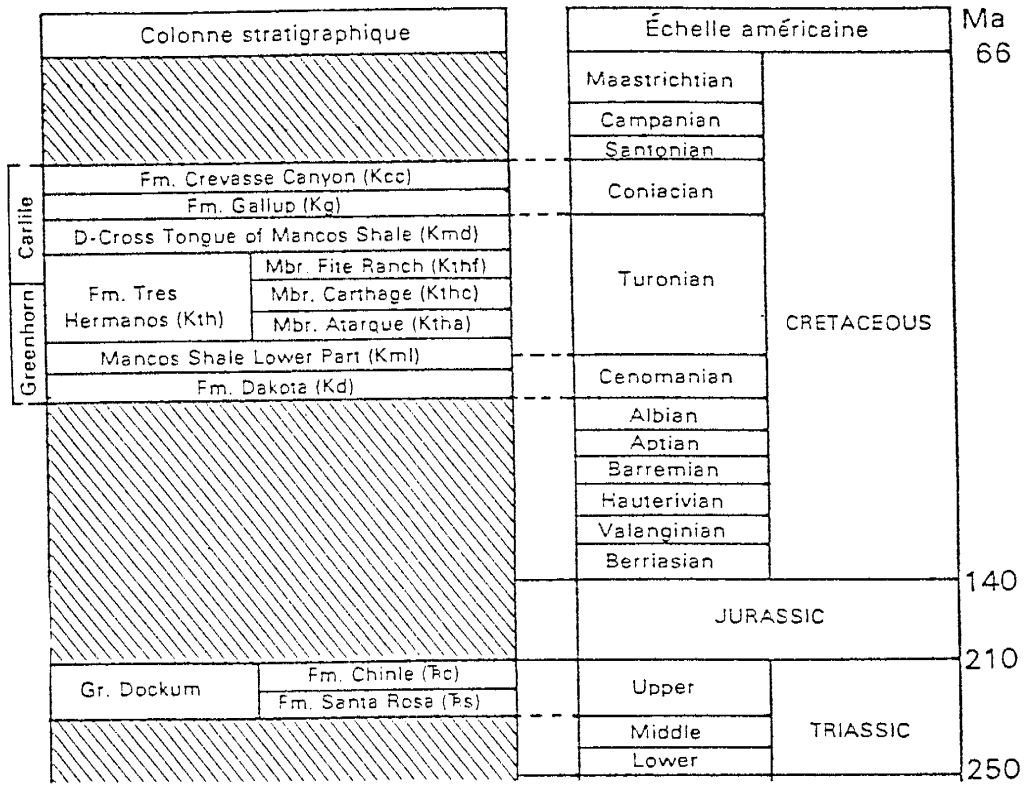 Colonne stratigraphique
Fm. Crevasse Canyon (Kcc)
Fm. Gallup (Kg)
D-Cross Tongue of Mancos Shale (Kmd)
Fm. Tres
Hermanos (Kth)
Mbr. Fite Ranch (Kthf)
Mbr. Carthage (Kthc)
Mbr. Atarque (Ktha)
Mancos Shale Lower Part (Kml)
Fm. Dakota (Kd)
Carlile
Greenhorn
Gr. Dockum
Fm. Chinle (Ꞧc)
Fm. Santa Rosa (Ꞧs)
Échelle américaine
Maastrichtian
Campanian
Santonian
Coniacian
Turonian
Cenomanian
Albian
Aptian
Barremian
Hauterivian
Valanginian
Berriasian
CRETACEOUS
JURASSIC
Upper
Middle
Lower
TRIASSIC
Ma
66
140
210
250